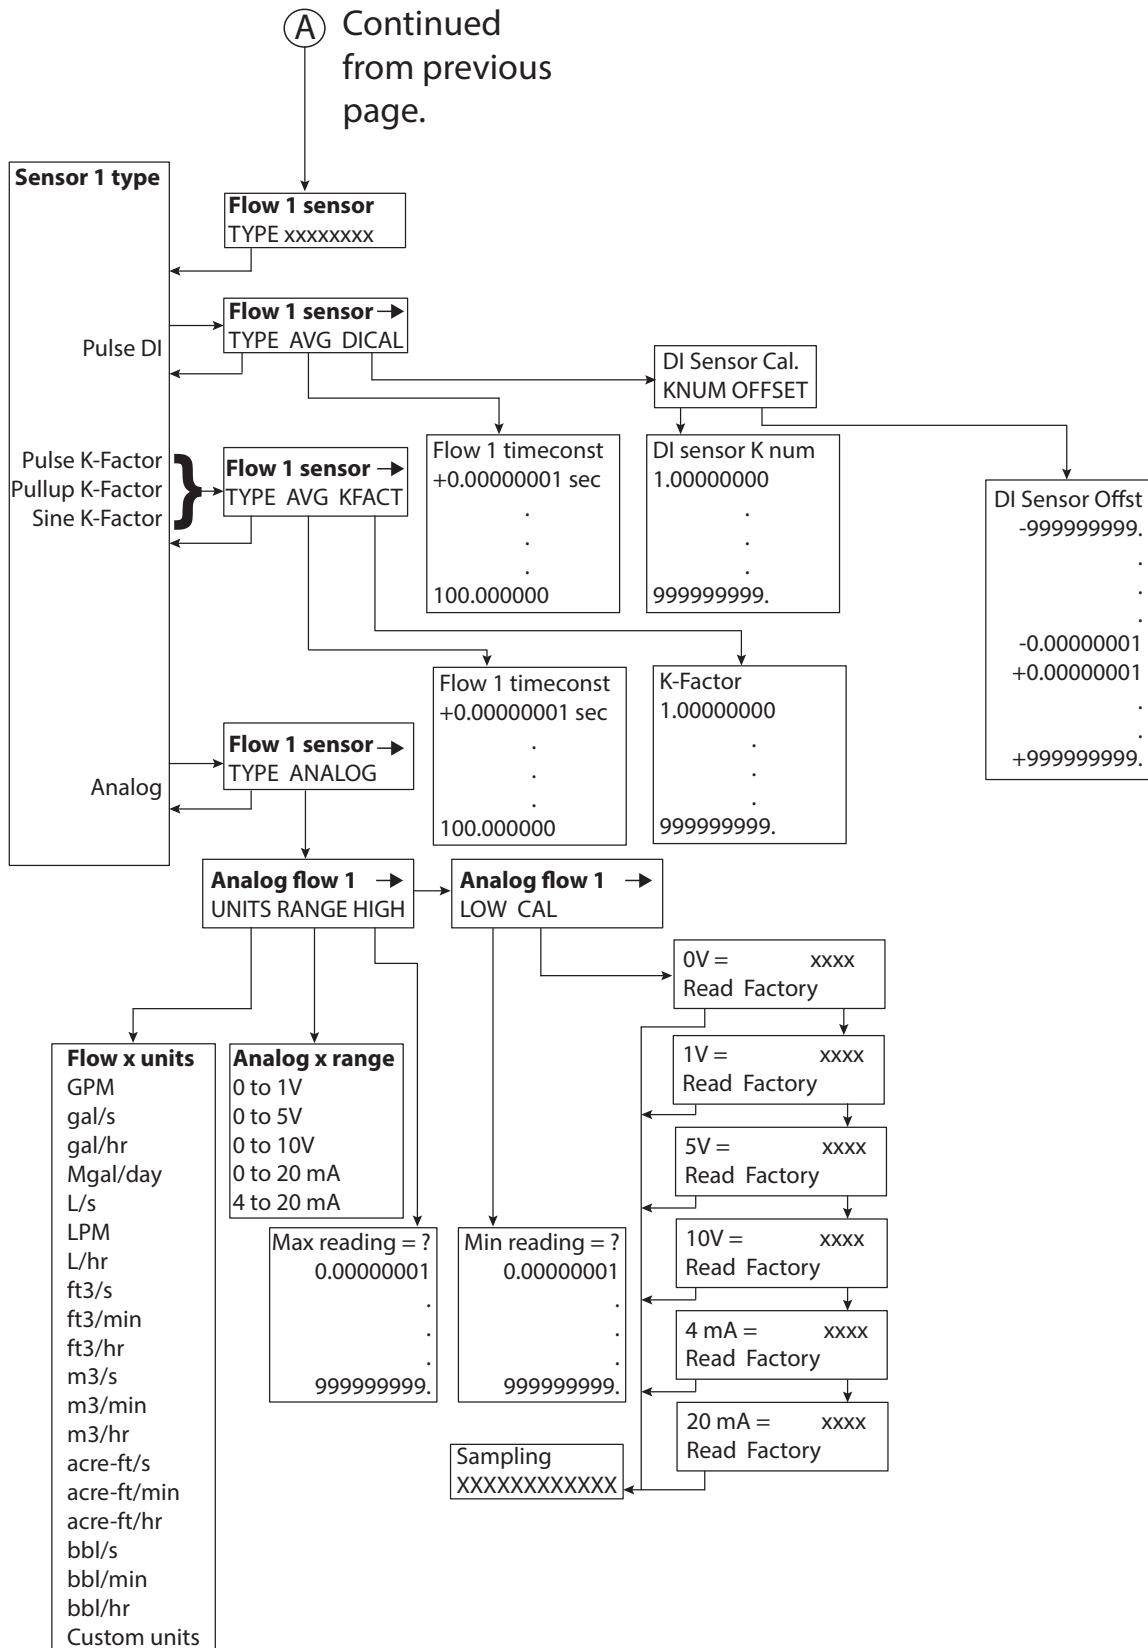 A Continued
from previous
page.
Sensor 1 type
Pulse DI
Pulse K-Factor
Pullup K-Factor
Sine K-Factor
Analog
Flow 1 sensor
TYPE xxxxxxxx
Flow 1 sensor →
TYPE AVG DICAL
DI Sensor Cal.
KNUM OFFSET
Flow 1 timeconst
+0.00000001 sec
.
.
.
100.000000
DI sensor K num
1.00000000
.
.
.
999999999.
DI Sensor Offst
-999999999.
.
.
.
-0.00000001
+0.00000001
.
.
+999999999.
}
Flow 1 sensor →
TYPE AVG KFACT
Flow 1 timeconst
+0.00000001 sec
.
.
.
100.000000
K-Factor
1.00000000
.
.
.
999999999.
Flow 1 sensor →
TYPE ANALOG
Analog flow 1 →
UNITS RANGE HIGH
Analog flow 1 →
LOW CAL
Flow x units
GPM
gal/s
gal/hr
Mgal/day
L/s
LPM
L/hr
ft3/s
ft3/min
ft3/hr
m3/s
m3/min
m3/hr
acre-ft/s
acre-ft/min
acre-ft/hr
bbl/s
bbl/min
bbl/hr
Custom units
Analog x range
0 to 1V
0 to 5V
0 to 10V
0 to 20 mA
4 to 20 mA
Max reading = ?
0.00000001
.
.
.
999999999.
Min reading = ?
0.00000001
.
.
.
999999999.
0V = xxxx
Read Factory
1V = xxxx
Read Factory
5V = xxxx
Read Factory
10V = xxxx
Read Factory
4 mA = xxxx
Read Factory
20 mA = xxxx
Read Factory
Sampling
XXXXXXXXXXXX